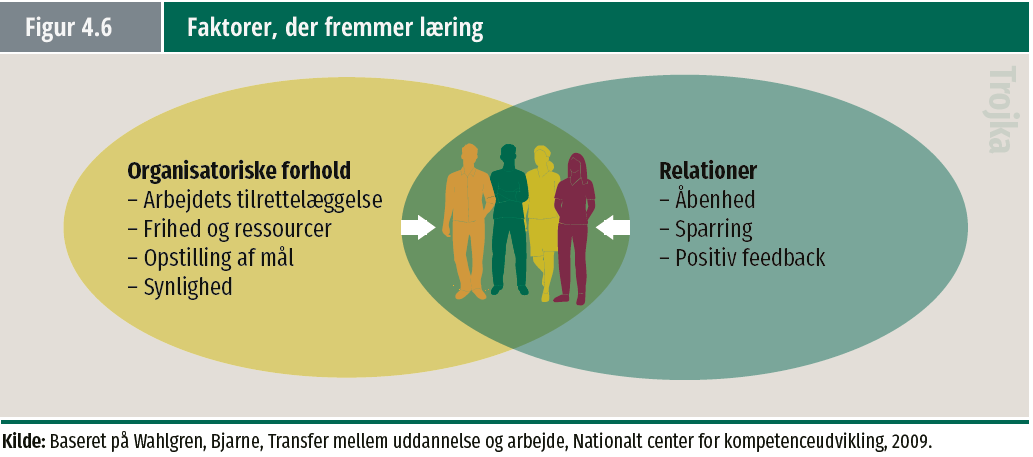 Figur 4.6
Faktorer, der fremmer læring
Trojka
Organisatoriske forhold
– Arbejdets tilrettelæggelse
– Frihed og ressourcer
– Opstilling af mål
– Synlighed
Relationer
– Åbenhed
– Sparring
– Positiv feedback
Kilde: Baseret på Wahlgren, Bjarne, Transfer mellem uddannelse og arbejde, Nationalt center for kompetenceudvikling, 2009.